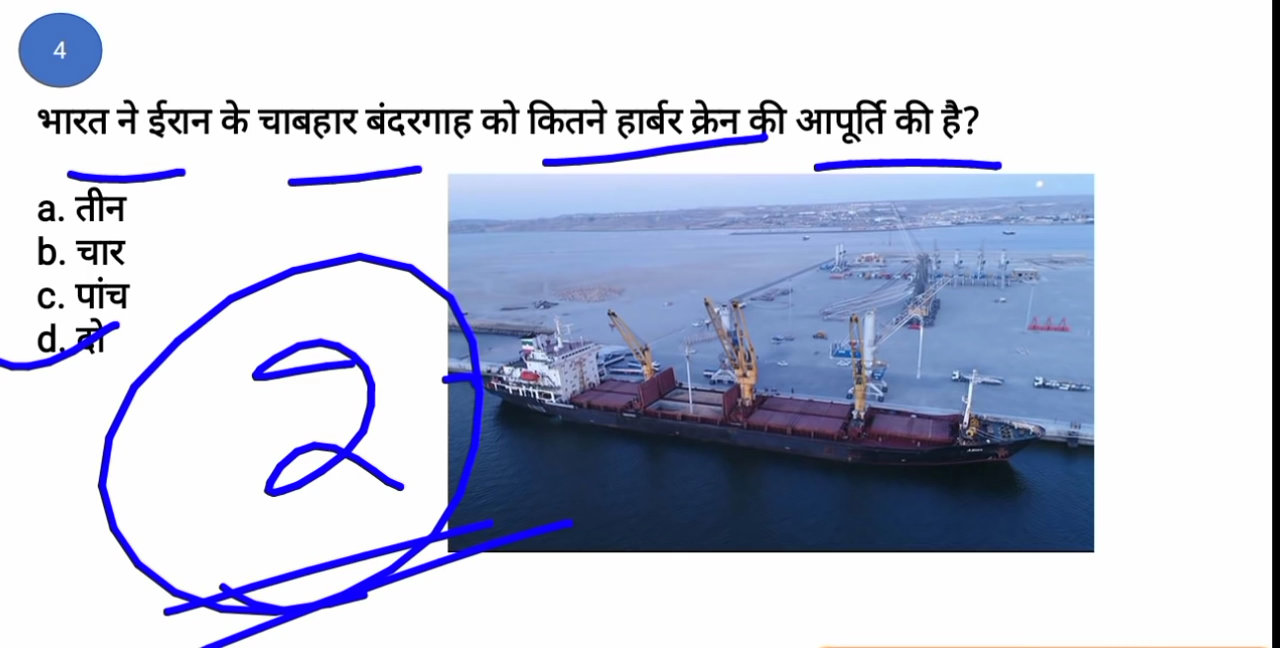 4
भारत ने ईरान के चाबहार बंदरगाह को कितने हार्बर क्रेन की आपूर्ति की है?
a. तीन
b. चार
c. पांच
d. दो
2